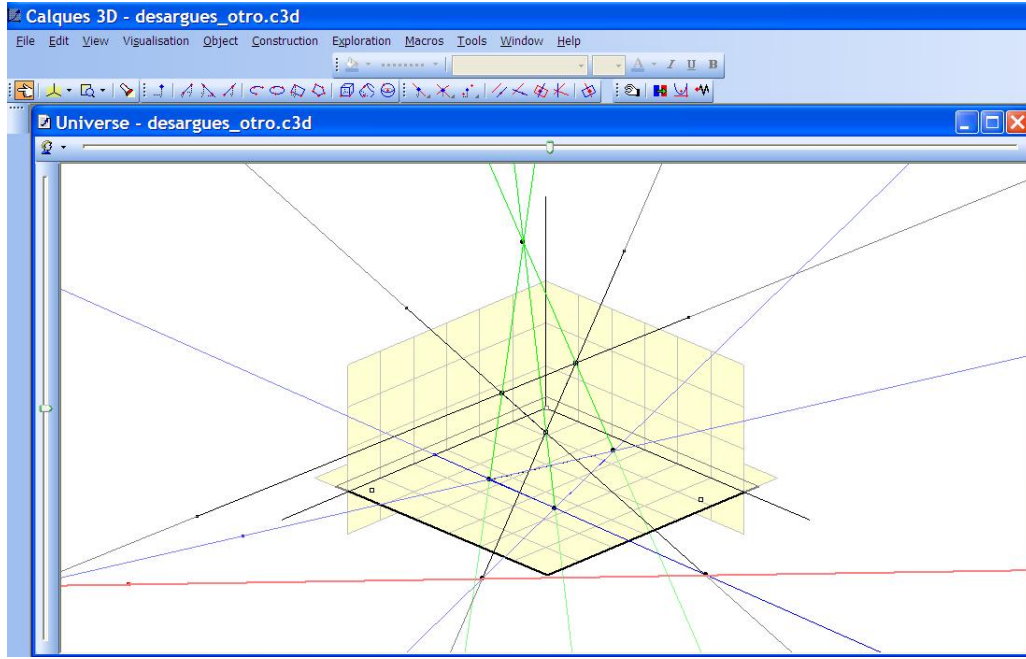 Calques 3D - desargues_otro.c3d
File Edit View Visualisation Object Construction Exploration Macros Tools Window Help
A I U B
Universe - desargues_otro.c3d